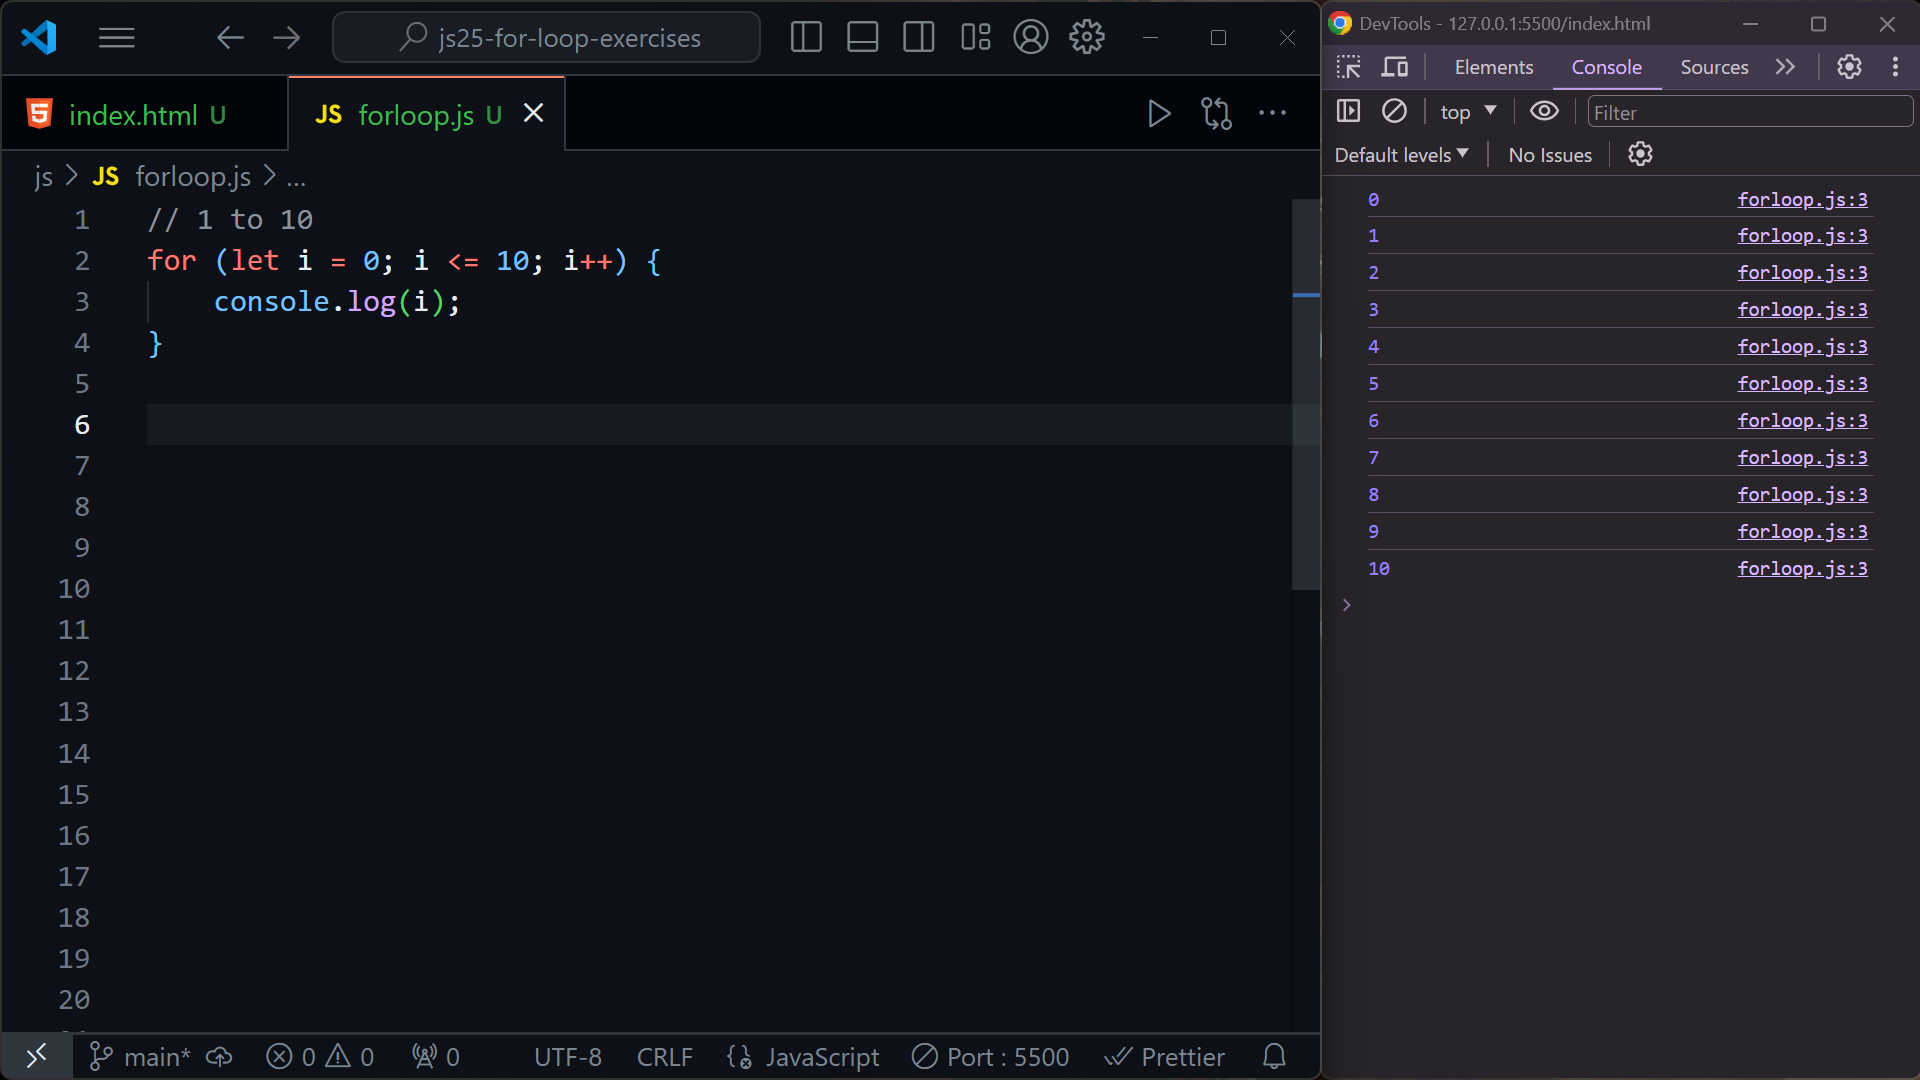 js25-for-loop-exercises
index.html U
JS forloop.js U
js > JS forloop.js > ...
1 // 1 to 10
2 for (let i = 0; i <= 10; i++) {
3 console.log(i);
4 }
5
6
7
8
9
10
11
12
13
14
15
16
17
18
19
20
main* 0 0 0 UTF-8 CRLF JavaScript Port : 5500 Prettier
DevTools - 127.0.0.1:5500/index.html
Elements Console Sources
top Filter
Default levels No Issues
0 forloop.js:3
1 forloop.js:3
2 forloop.js:3
3 forloop.js:3
4 forloop.js:3
5 forloop.js:3
6 forloop.js:3
7 forloop.js:3
8 forloop.js:3
9 forloop.js:3
10 forloop.js:3